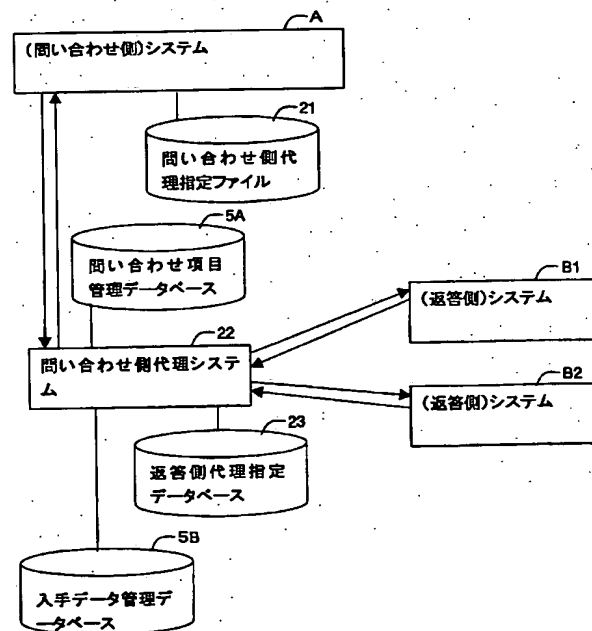 A
(問い合わせ側)システム
21
問い合わせ側代
理指定ファイル
5A
問い合わせ項目
管理データベース
B1
(返答側)システム
22
問い合わせ側代理システ
ム
B2
(返答側)システム
23
返答側代理指定
データベース
5B
入手データ管理デ
ータベース